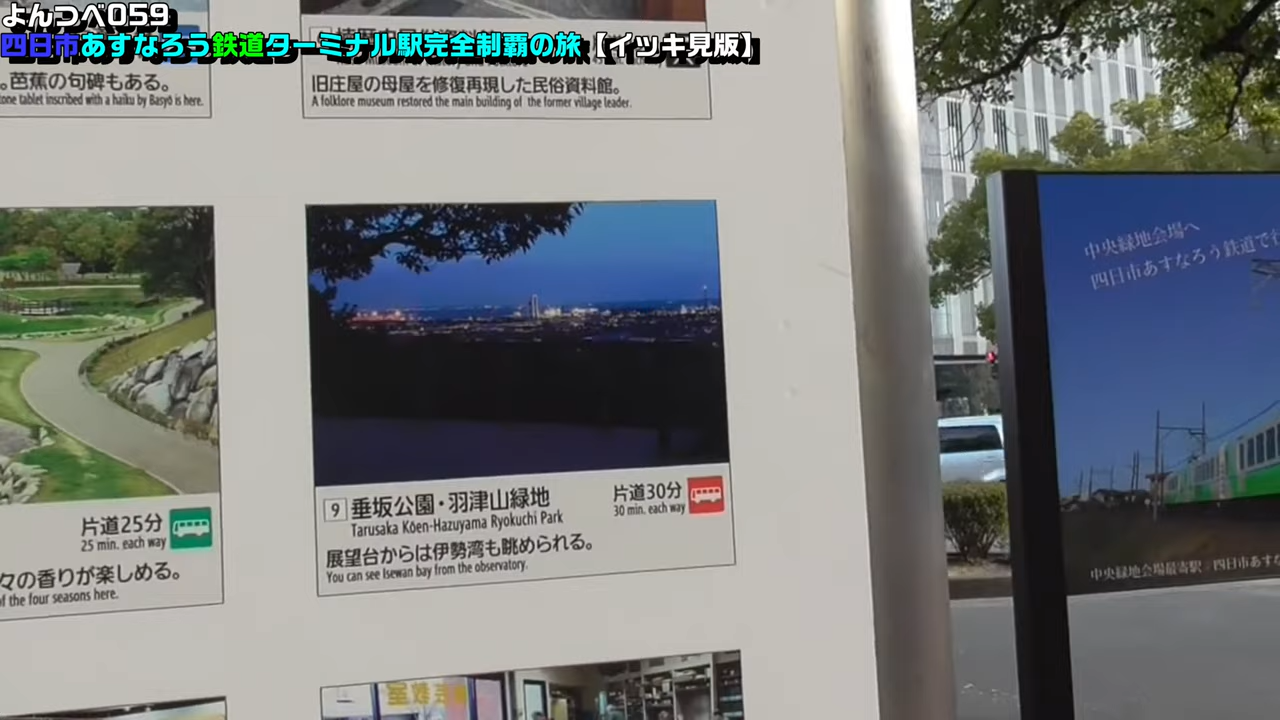 よんつべ059
四日市あすなろう鉄道ターミナル駅完全制覇の旅【イッキ見版】
。芭蕉の句碑もある。
tone tablet inscribed with a haiku by Basyō is here.
旧庄屋の母屋を修復再現した民俗資料館。
A folklore museum restored the main building of the former village leader.
片道25分
25 min. each way
々の香りが楽しめる。
of the four seasons here.
9 垂坂公園・羽津山緑地
Tarusaka Kōen-Hazuyama Ryokuchi Park
片道30分
30 min. each way
展望台からは伊勢湾も眺められる。
You can see Isewan bay from the observatory.
中央緑地会場へ
四日市あすなろう鉄道で
中央緑地会場最寄駅
四日市あすな